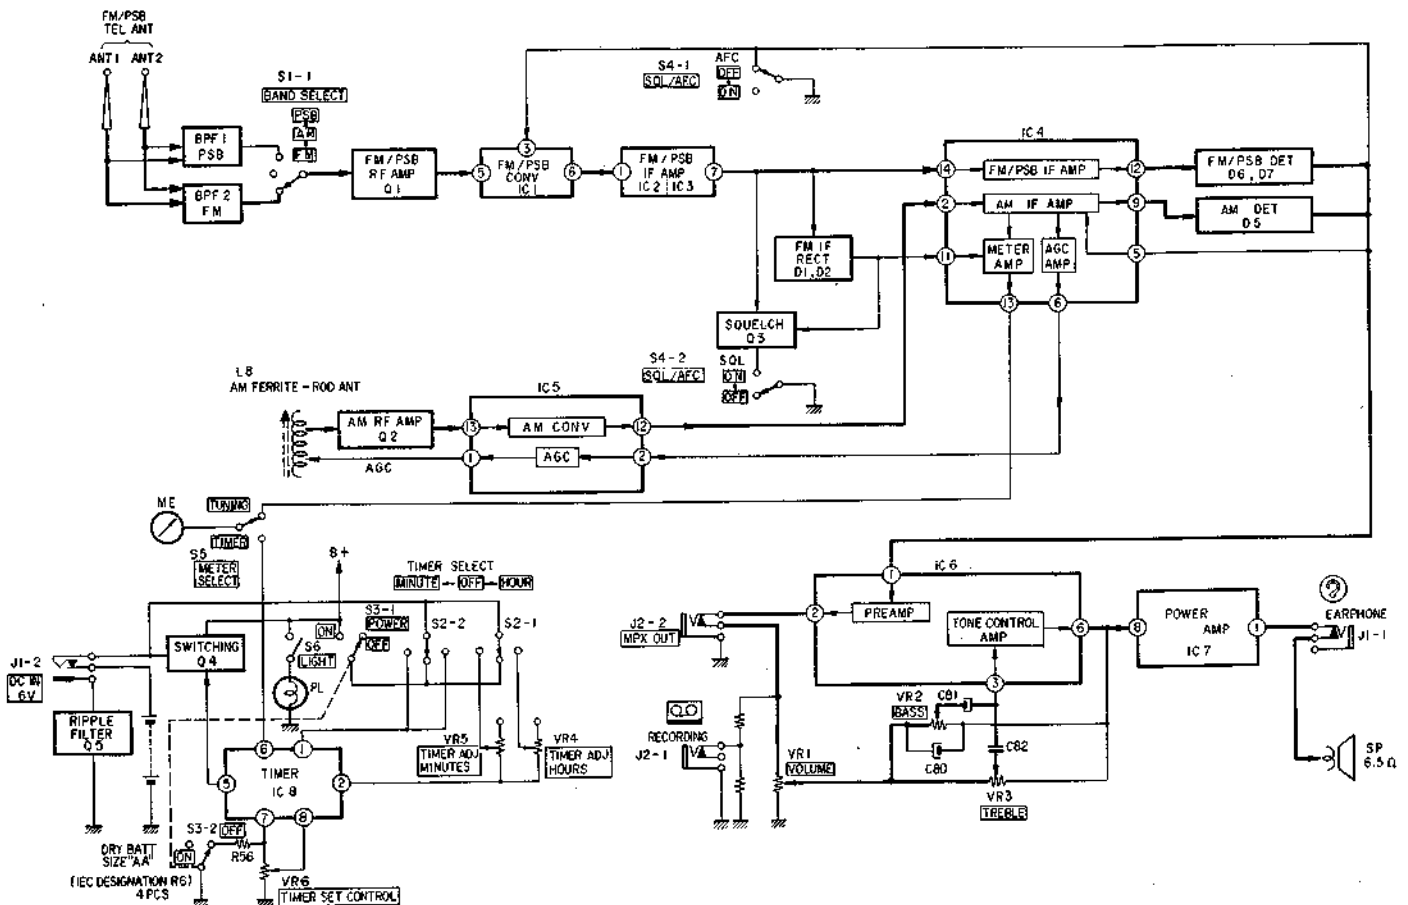 FM/PSB
TEL ANT
ANT1 ANT2
S1-1
BAND SELECT
PSB
AM
FM
BPF1
PSB
BPF2
FM
FM/PSB
RF AMP
Q1
3
5
FM/PSB
CONV
IC1
6
1
FM/PSB
IF AMP
IC2 IC3
7
S4-1
SQL/AFC
AFC
OFF
ON
IC4
14
FM/PSB IF AMP
12
FM/PSB DET
D6, D7
2
AM IF AMP
9
AM DET
D5
11
METER
AMP
AGC
AMP
5
13
6
FM IF
RECT
D1, D2
SQUELCH
Q3
S4-2
SQL/AFC
SQL
ON
OFF
L8
AM FERRITE-ROD ANT
AM RF AMP
Q2
IC5
13
AM CONV
12
AGC
1
AGC
2
ME
TUNING
TIMER
S5
METER
SELECT
B+
TIMER SELECT
MINUTE OFF HOUR
S3-1
POWER
ON
OFF
S2-2
S2-1
S6
LIGHT
PL
J1-2
DC IN
6V
SWITCHING
Q4
RIPPLE
FILTER
Q5
6
1
TIMER
IC8
5
2
7
8
VR5
TIMER ADJ
MINUTES
VR4
TIMER ADJ
HOURS
S3-2
OFF
ON
R56
DRY BATT
SIZE "AA"
(IEC DESIGNATION R6)
4PCS
VR6
TIMER SET CONTROL
IC6
1
2
PREAMP
TONE CONTROL
AMP
6
3
J2-2
MPX OUT
RECORDING
J2-1
VR1
VOLUME
VR2
BASS
C81
C80
C82
VR3
TREBLE
8
POWER
AMP
IC7
1
EARPHONE
J1-1
SP
6.5Ω